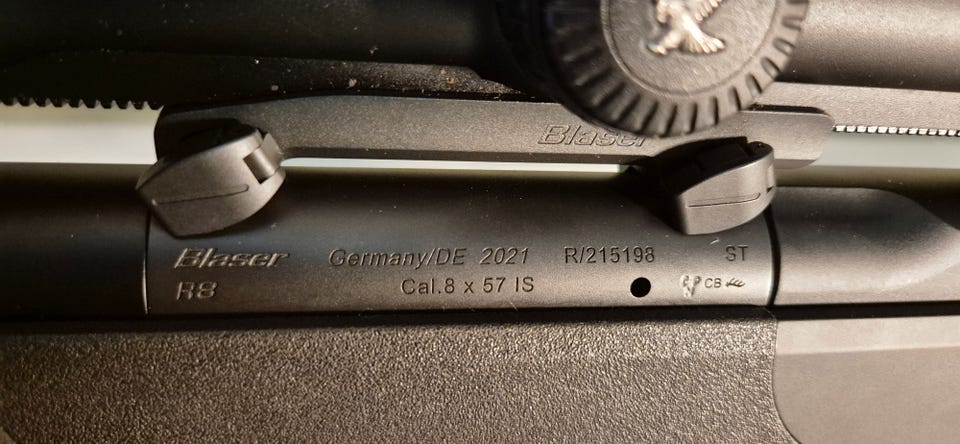 Blaser
Blaser Germany/DE 2021 R/215198 ST
R8 Cal.8 x 57 IS CB